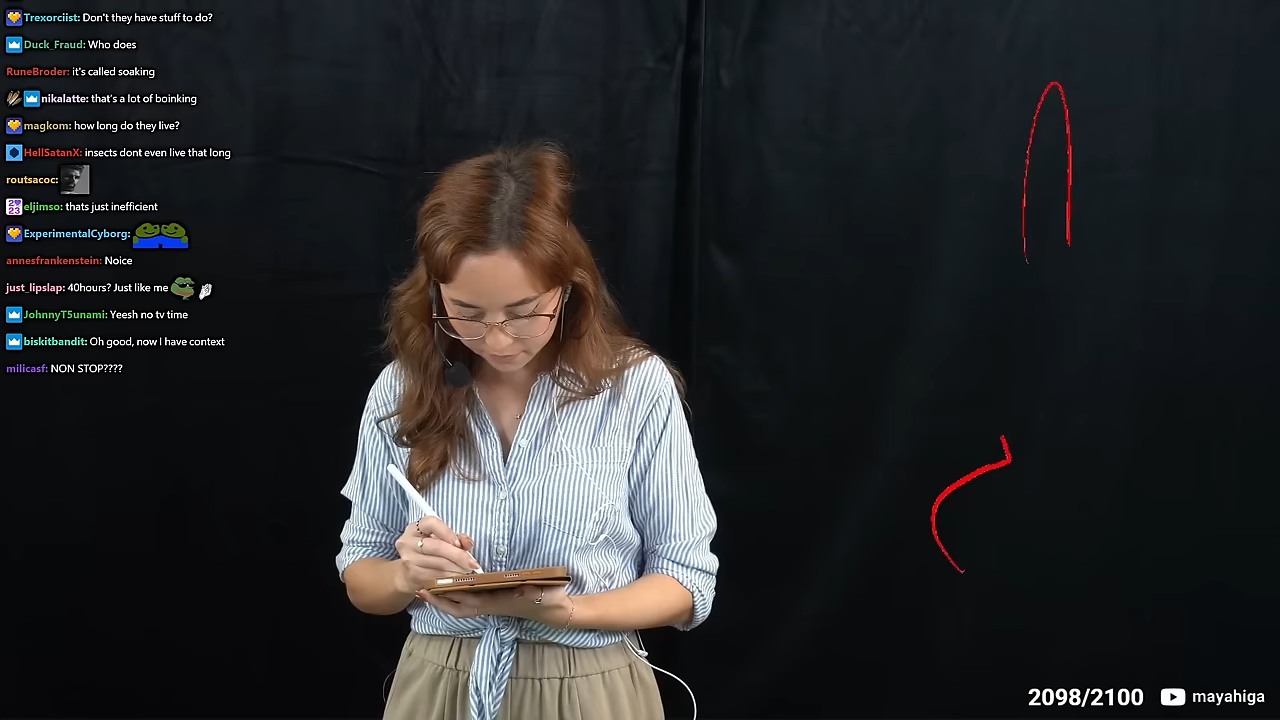 Trexorciist: Don't they have stuff to do?
Duck_Fraud: Who does
RuneBroder: it's called soaking
nikalatte: that's a lot of boinking
magkom: how long do they live?
HellSatanX: insects dont even live that long
routsacoc:
eljimso: thats just inefficient
ExperimentalCyborg:
annesfrankenstein: Noice
just_lipslap: 40hours? Just like me
JohnnyT5unami: Yeesh no tv time
biskitbandit: Oh good, now I have context
milicasf: NON STOP????
2098/2100 mayahiga